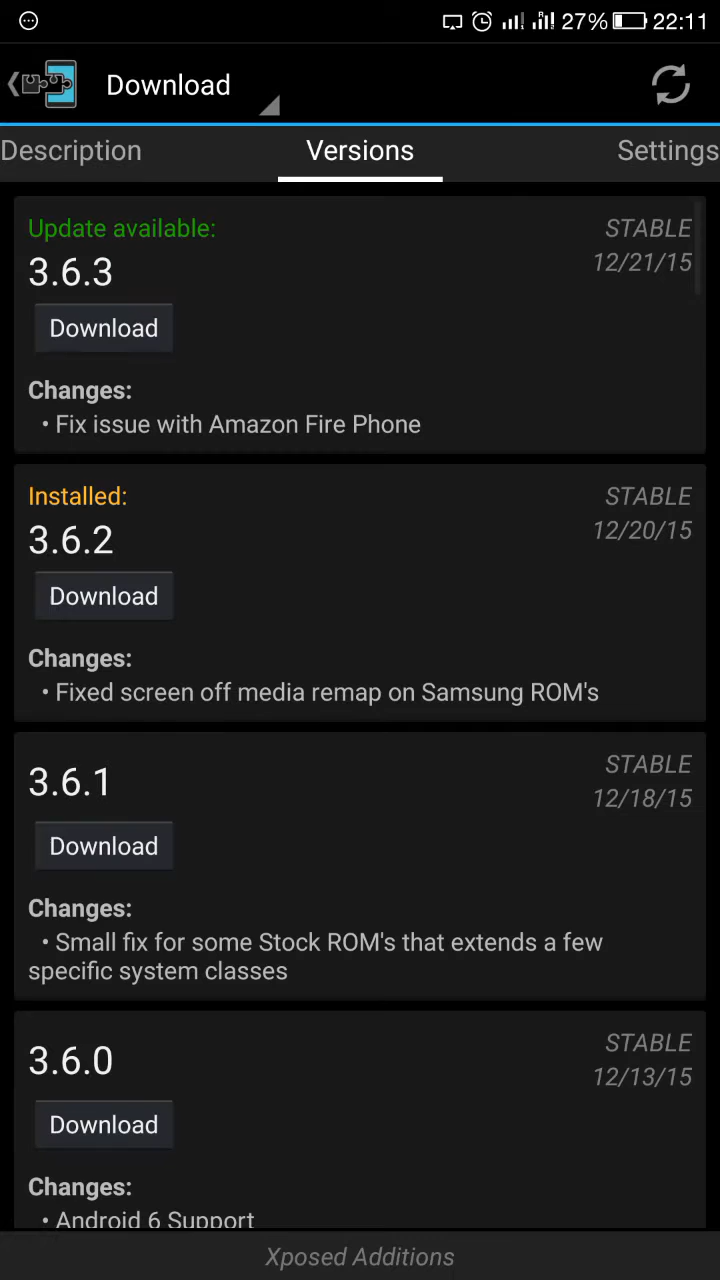 27% 22:11
Download
Description Versions Settings
Update available: STABLE
3.6.3 12/21/15
Download
Changes:
• Fix issue with Amazon Fire Phone
Installed: STABLE
3.6.2 12/20/15
Download
Changes:
• Fixed screen off media remap on Samsung ROM's
3.6.1 STABLE
12/18/15
Download
Changes:
• Small fix for some Stock ROM's that extends a few
specific system classes
3.6.0 STABLE
12/13/15
Download
Changes:
• Android 6 Support
Xposed Additions